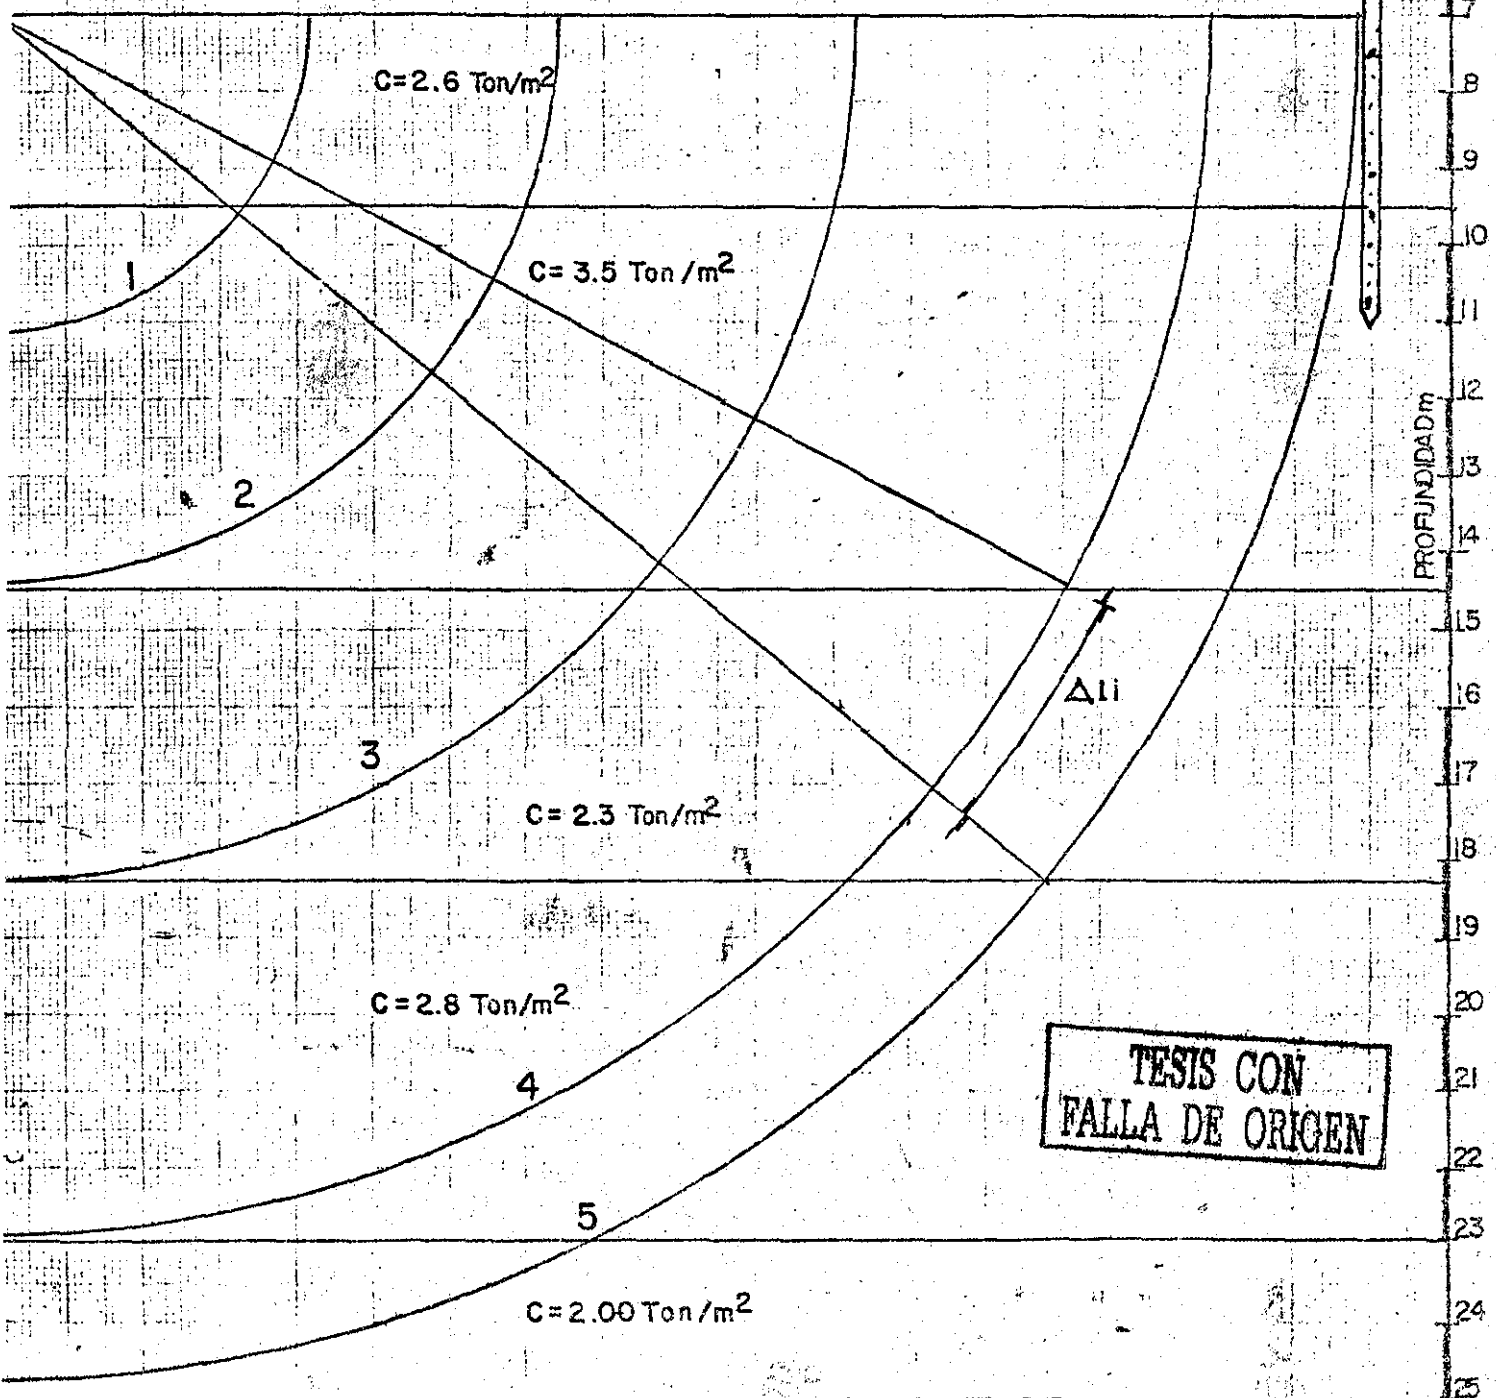 7
C=2.6 Ton/m²
8
9
10
C= 3.5 Ton/m²
1
11
12
PROFUNDIDAD m
13
2
14
15
Δli
16
3
17
C= 2.3 Ton/m²
18
19
C=2.8 Ton/m²
20
TESIS CON
FALLA DE ORIGEN
4
21
22
5
23
C=2.00 Ton/m²
24
25